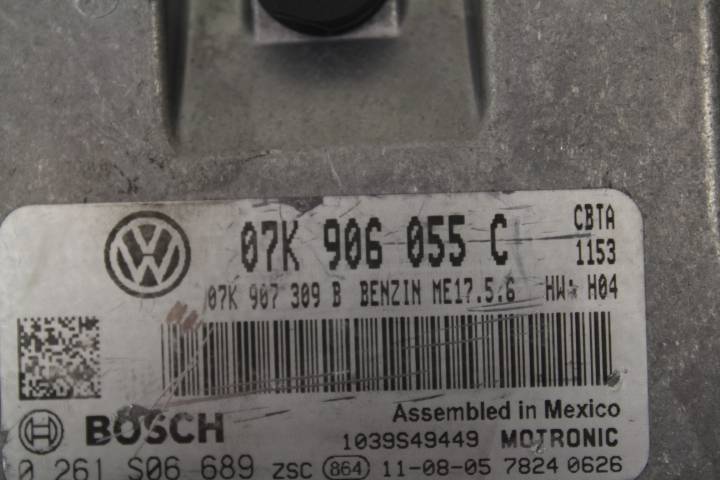 07K 906 055 C CBTA
1153
07K 907 309 B BENZIN ME17.5.6 HW: H04
BOSCH
Assembled in Mexico
1039S49449 MOTRONIC
0 261 S06 689 ZSC 864 11-08-05 7824 0626